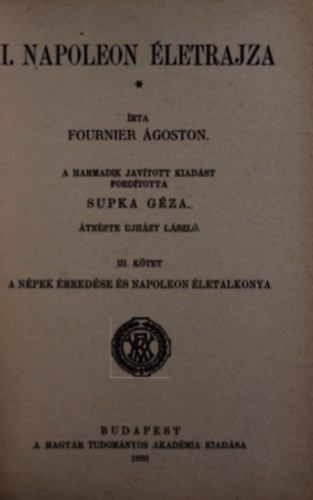 I. NAPOLEON ÉLETRAJZA
*
ÍRTA
FOURNIER ÁGOSTON.
A HARMADIK JAVÍTOTT KIADÁST
FORDÍTOTTA
SUPKA GÉZA.
ÁTNÉZTE UJHÁZY LÁSZLÓ.
III. KÖTET
A NÉPEK ÉBREDÉSE ÉS NAPOLEON ÉLETALKONYA
BUDAPEST
A MAGYAR TUDOMÁNYOS AKADÉMIA KIADÁSA
1920